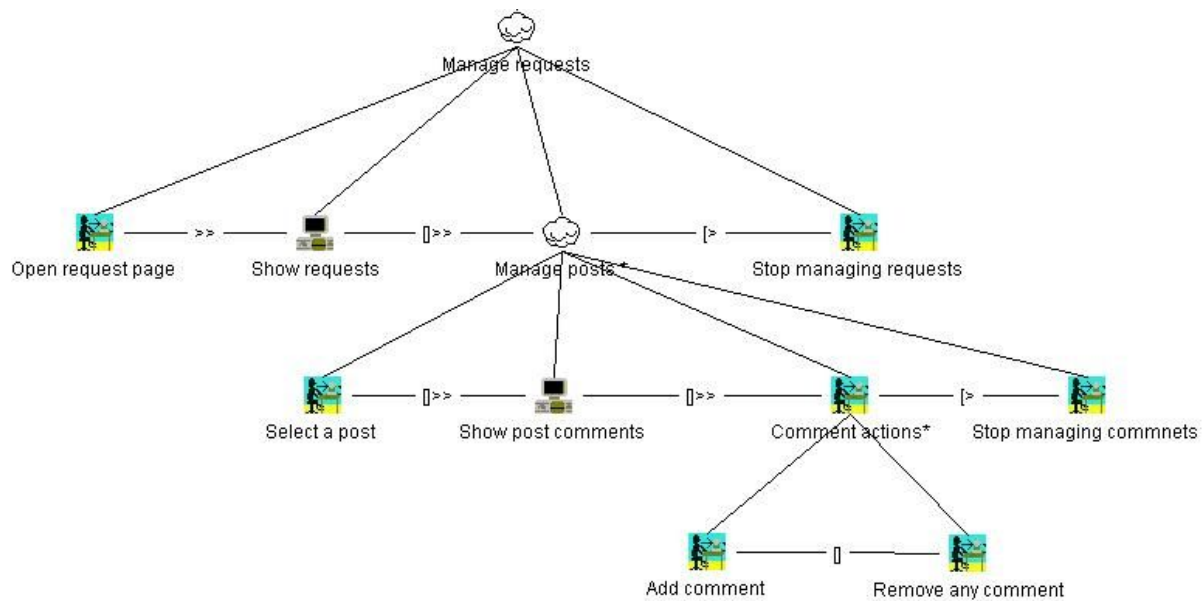 Manage requests
>> []>> [>
Open request page Show requests Manage posts * Stop managing requests
[]>> []>> [>
Select a post Show post comments Comment actions* Stop managing commnets
[]
Add comment Remove any comment